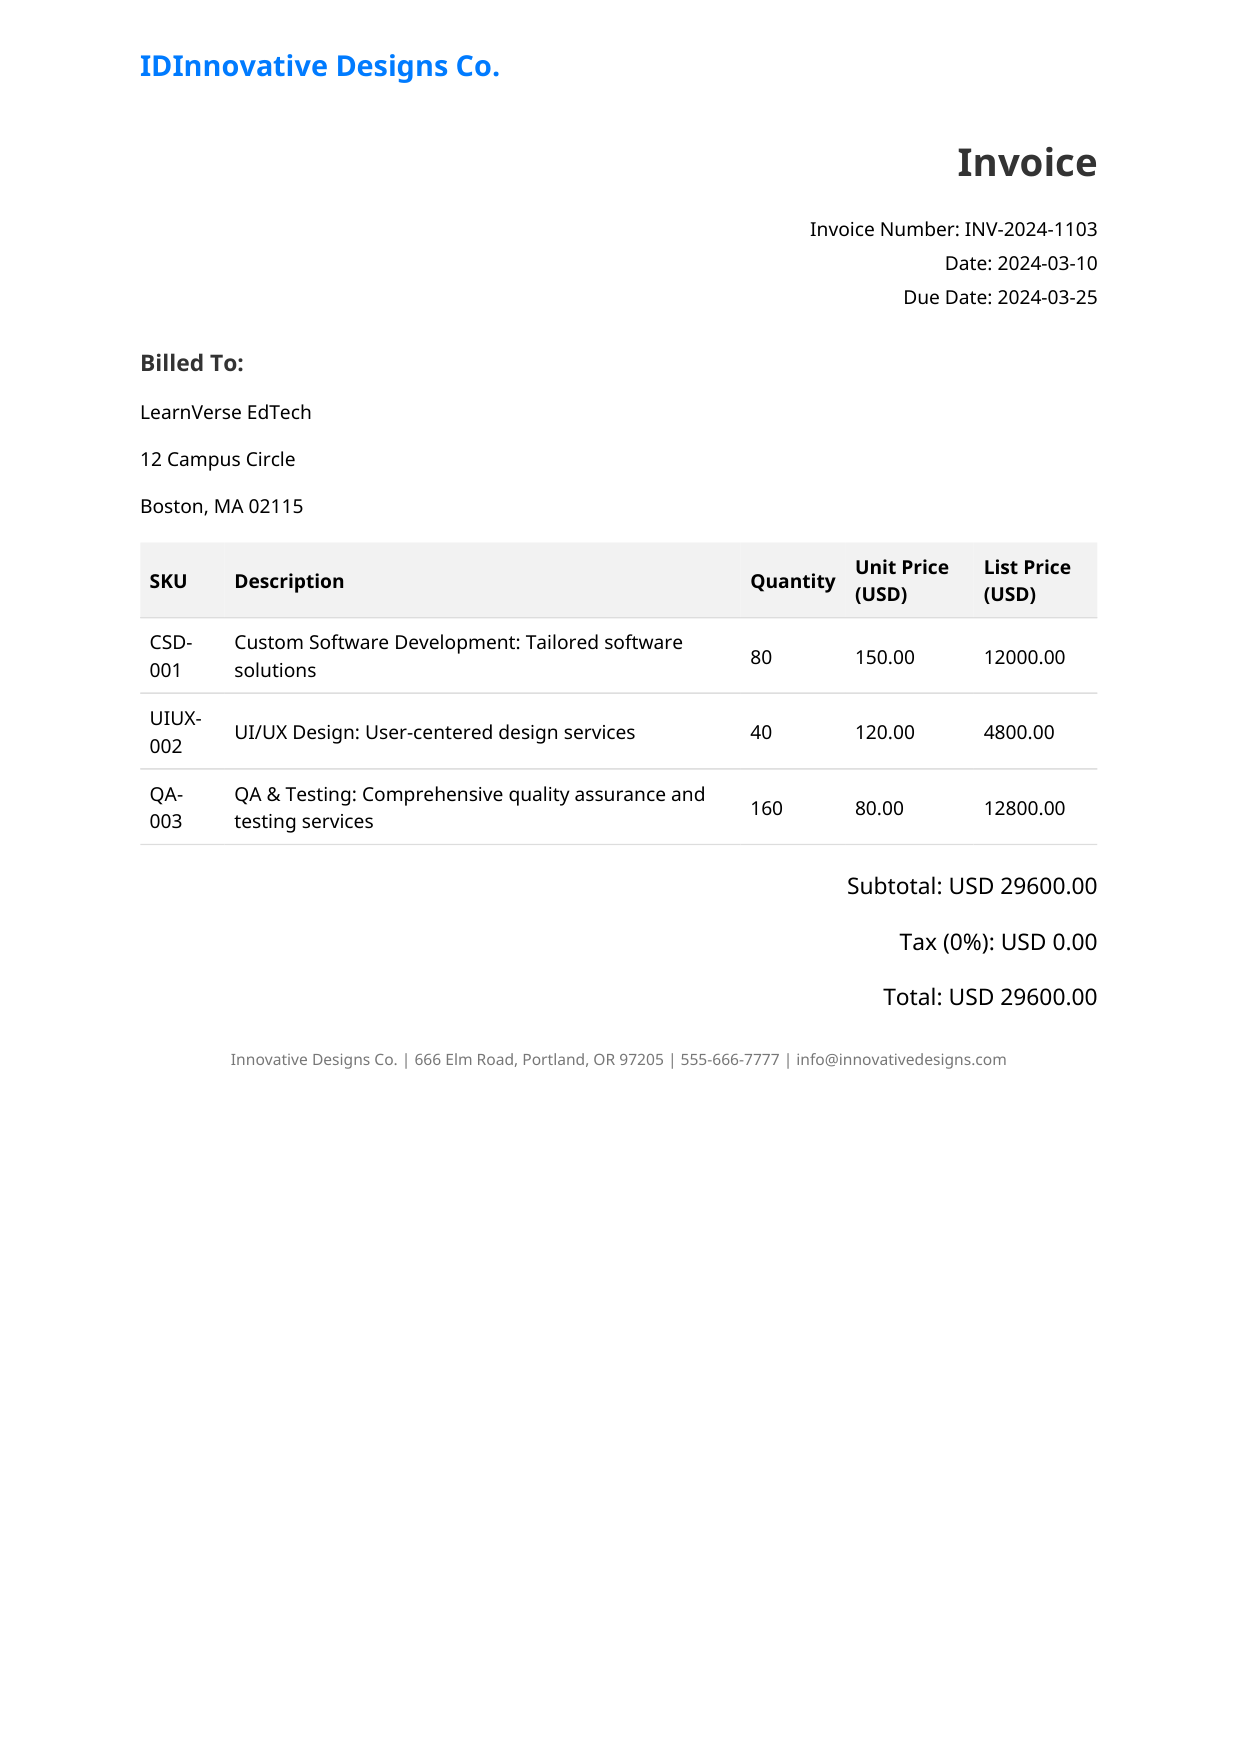 IDInnovative Designs Co.
Invoice
Invoice Number: INV-2024-1103
Date: 2024-03-10
Due Date: 2024-03-25
Billed To:
LearnVerse EdTech
12 Campus Circle
Boston, MA 02115
SKU Description Quantity Unit Price (USD) List Price (USD)
CSD-001 Custom Software Development: Tailored software solutions 80 150.00 12000.00
UIUX-002 UI/UX Design: User-centered design services 40 120.00 4800.00
QA-003 QA & Testing: Comprehensive quality assurance and testing services 160 80.00 12800.00
Subtotal: USD 29600.00
Tax (0%): USD 0.00
Total: USD 29600.00
Innovative Designs Co. | 666 Elm Road, Portland, OR 97205 | 555-666-7777 | info@innovativedesigns.com